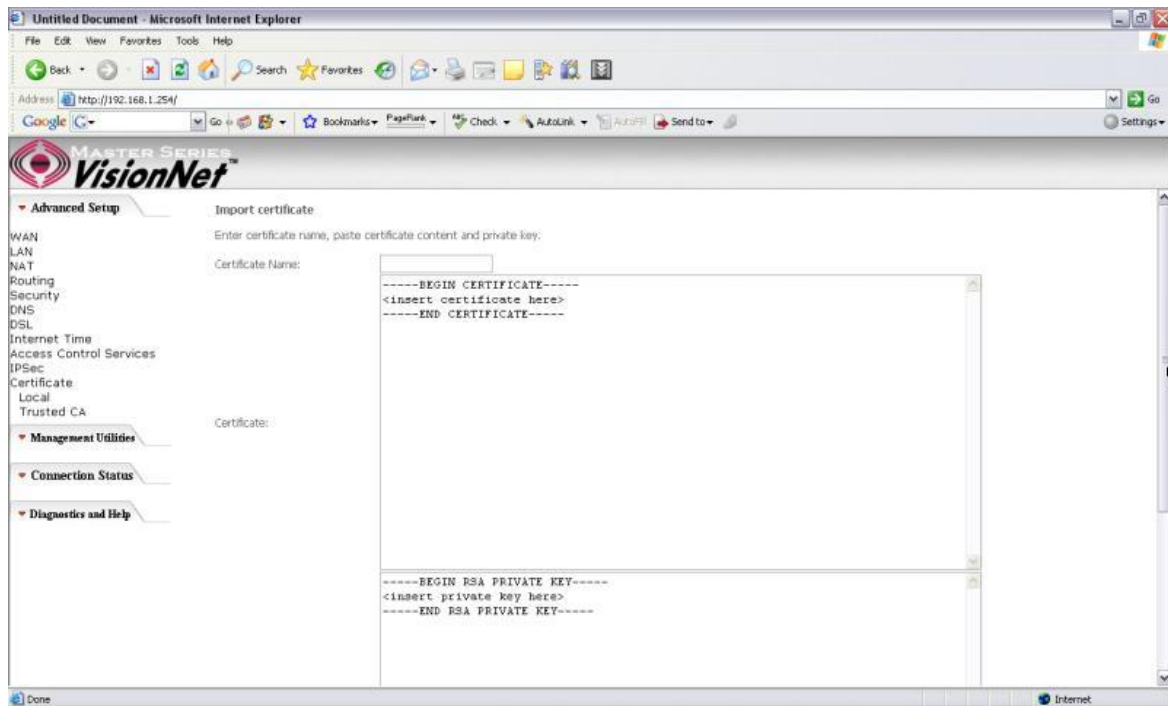 Untitled Document - Microsoft Internet Explorer
File Edit View Favorites Tools Help
Back Search Favorites
Address http://192.168.1.254/ Go
Google G Go Bookmarks PageRank Check AutoLink AutoFill Send to Settings
MASTER SERIES
VisionNet™
Advanced Setup
WAN
LAN
NAT
Routing
Security
DNS
DSL
Internet Time
Access Control Services
IPSec
Certificate
Local
Trusted CA
Management Utilities
Connection Status
Diagnostics and Help
Import certificate
Enter certificate name, paste certificate content and private key.
Certificate Name:
-----BEGIN CERTIFICATE-----
<insert certificate here>
-----END CERTIFICATE-----
Certificate:
-----BEGIN RSA PRIVATE KEY-----
<insert private key here>
-----END RSA PRIVATE KEY-----
Done
Internet